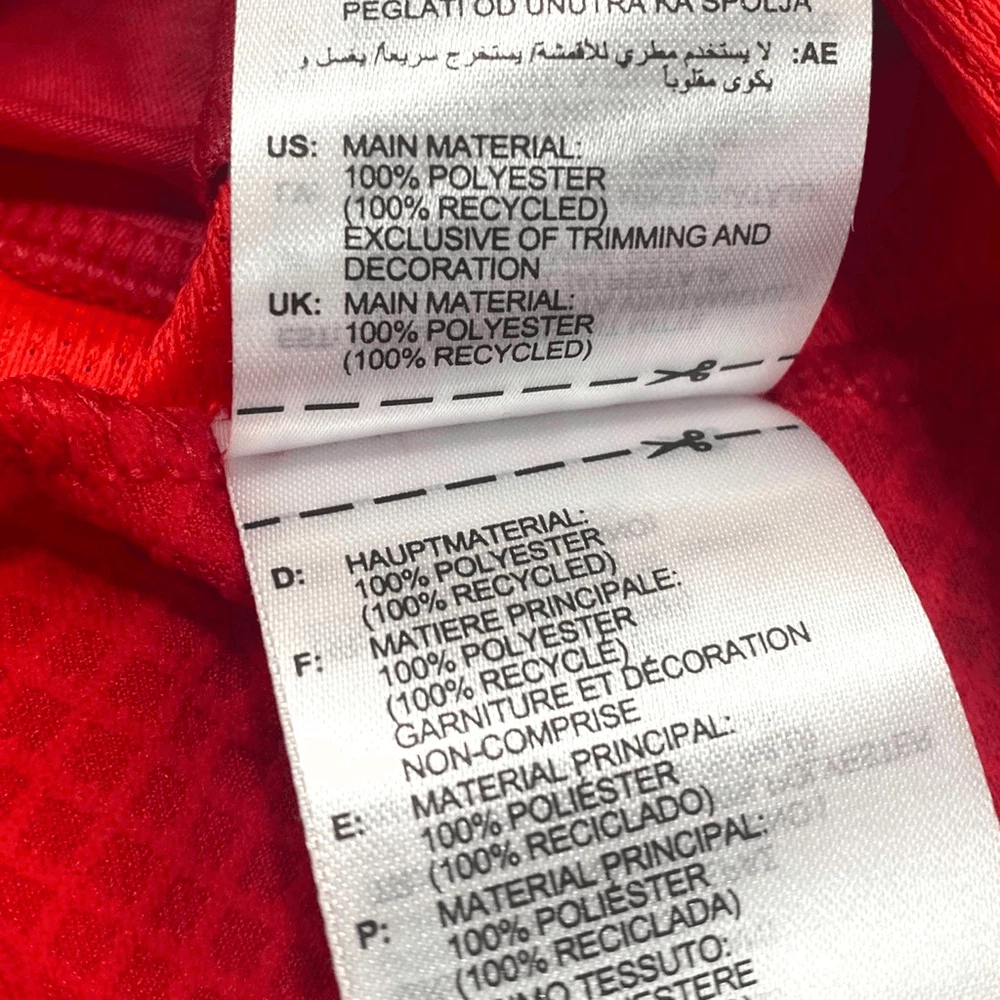 PEGLATI OD UNUTRA KA SPOLJA
AE: لا يستخدم مطري للأقمشة/ يستخرج سريعا/ يغسل و
يكوى مقلوباً
US: MAIN MATERIAL:
100% POLYESTER
(100% RECYCLED)
EXCLUSIVE OF TRIMMING AND
DECORATION
UK: MAIN MATERIAL:
100% POLYESTER
(100% RECYCLED)
D: HAUPTMATERIAL:
100% POLYESTER
(100% RECYCLED)
F: MATIERE PRINCIPALE:
100% POLYESTER
(100% RECYCLÉ)
GARNITURE ET DÉCORATION
NON-COMPRISE
E: MATERIAL PRINCIPAL:
100% POLIÉSTER
(100% RECICLADO)
P: MATERIAL PRINCIPAL:
100% POLIÉSTER
(100% RECICLADA)
TESSUTO: